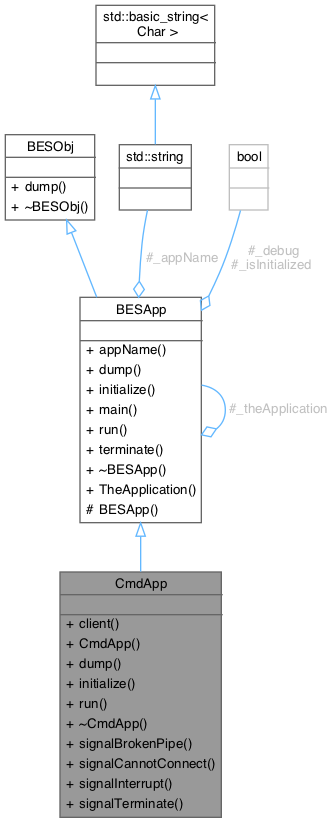 std::basic_string<
Char >
BESObj
+ dump()
+ ~BESObj()
std::string
bool
#_appName
#_debug
#_isInitialized
BESApp
+ appName()
+ dump()
+ initialize()
+ main()
+ run()
+ terminate()
+ ~BESApp()
+ TheApplication()
# BESApp()
#_theApplication
CmdApp
+ client()
+ CmdApp()
+ dump()
+ initialize()
+ run()
+ ~CmdApp()
+ signalBrokenPipe()
+ signalCannotConnect()
+ signalInterrupt()
+ signalTerminate()